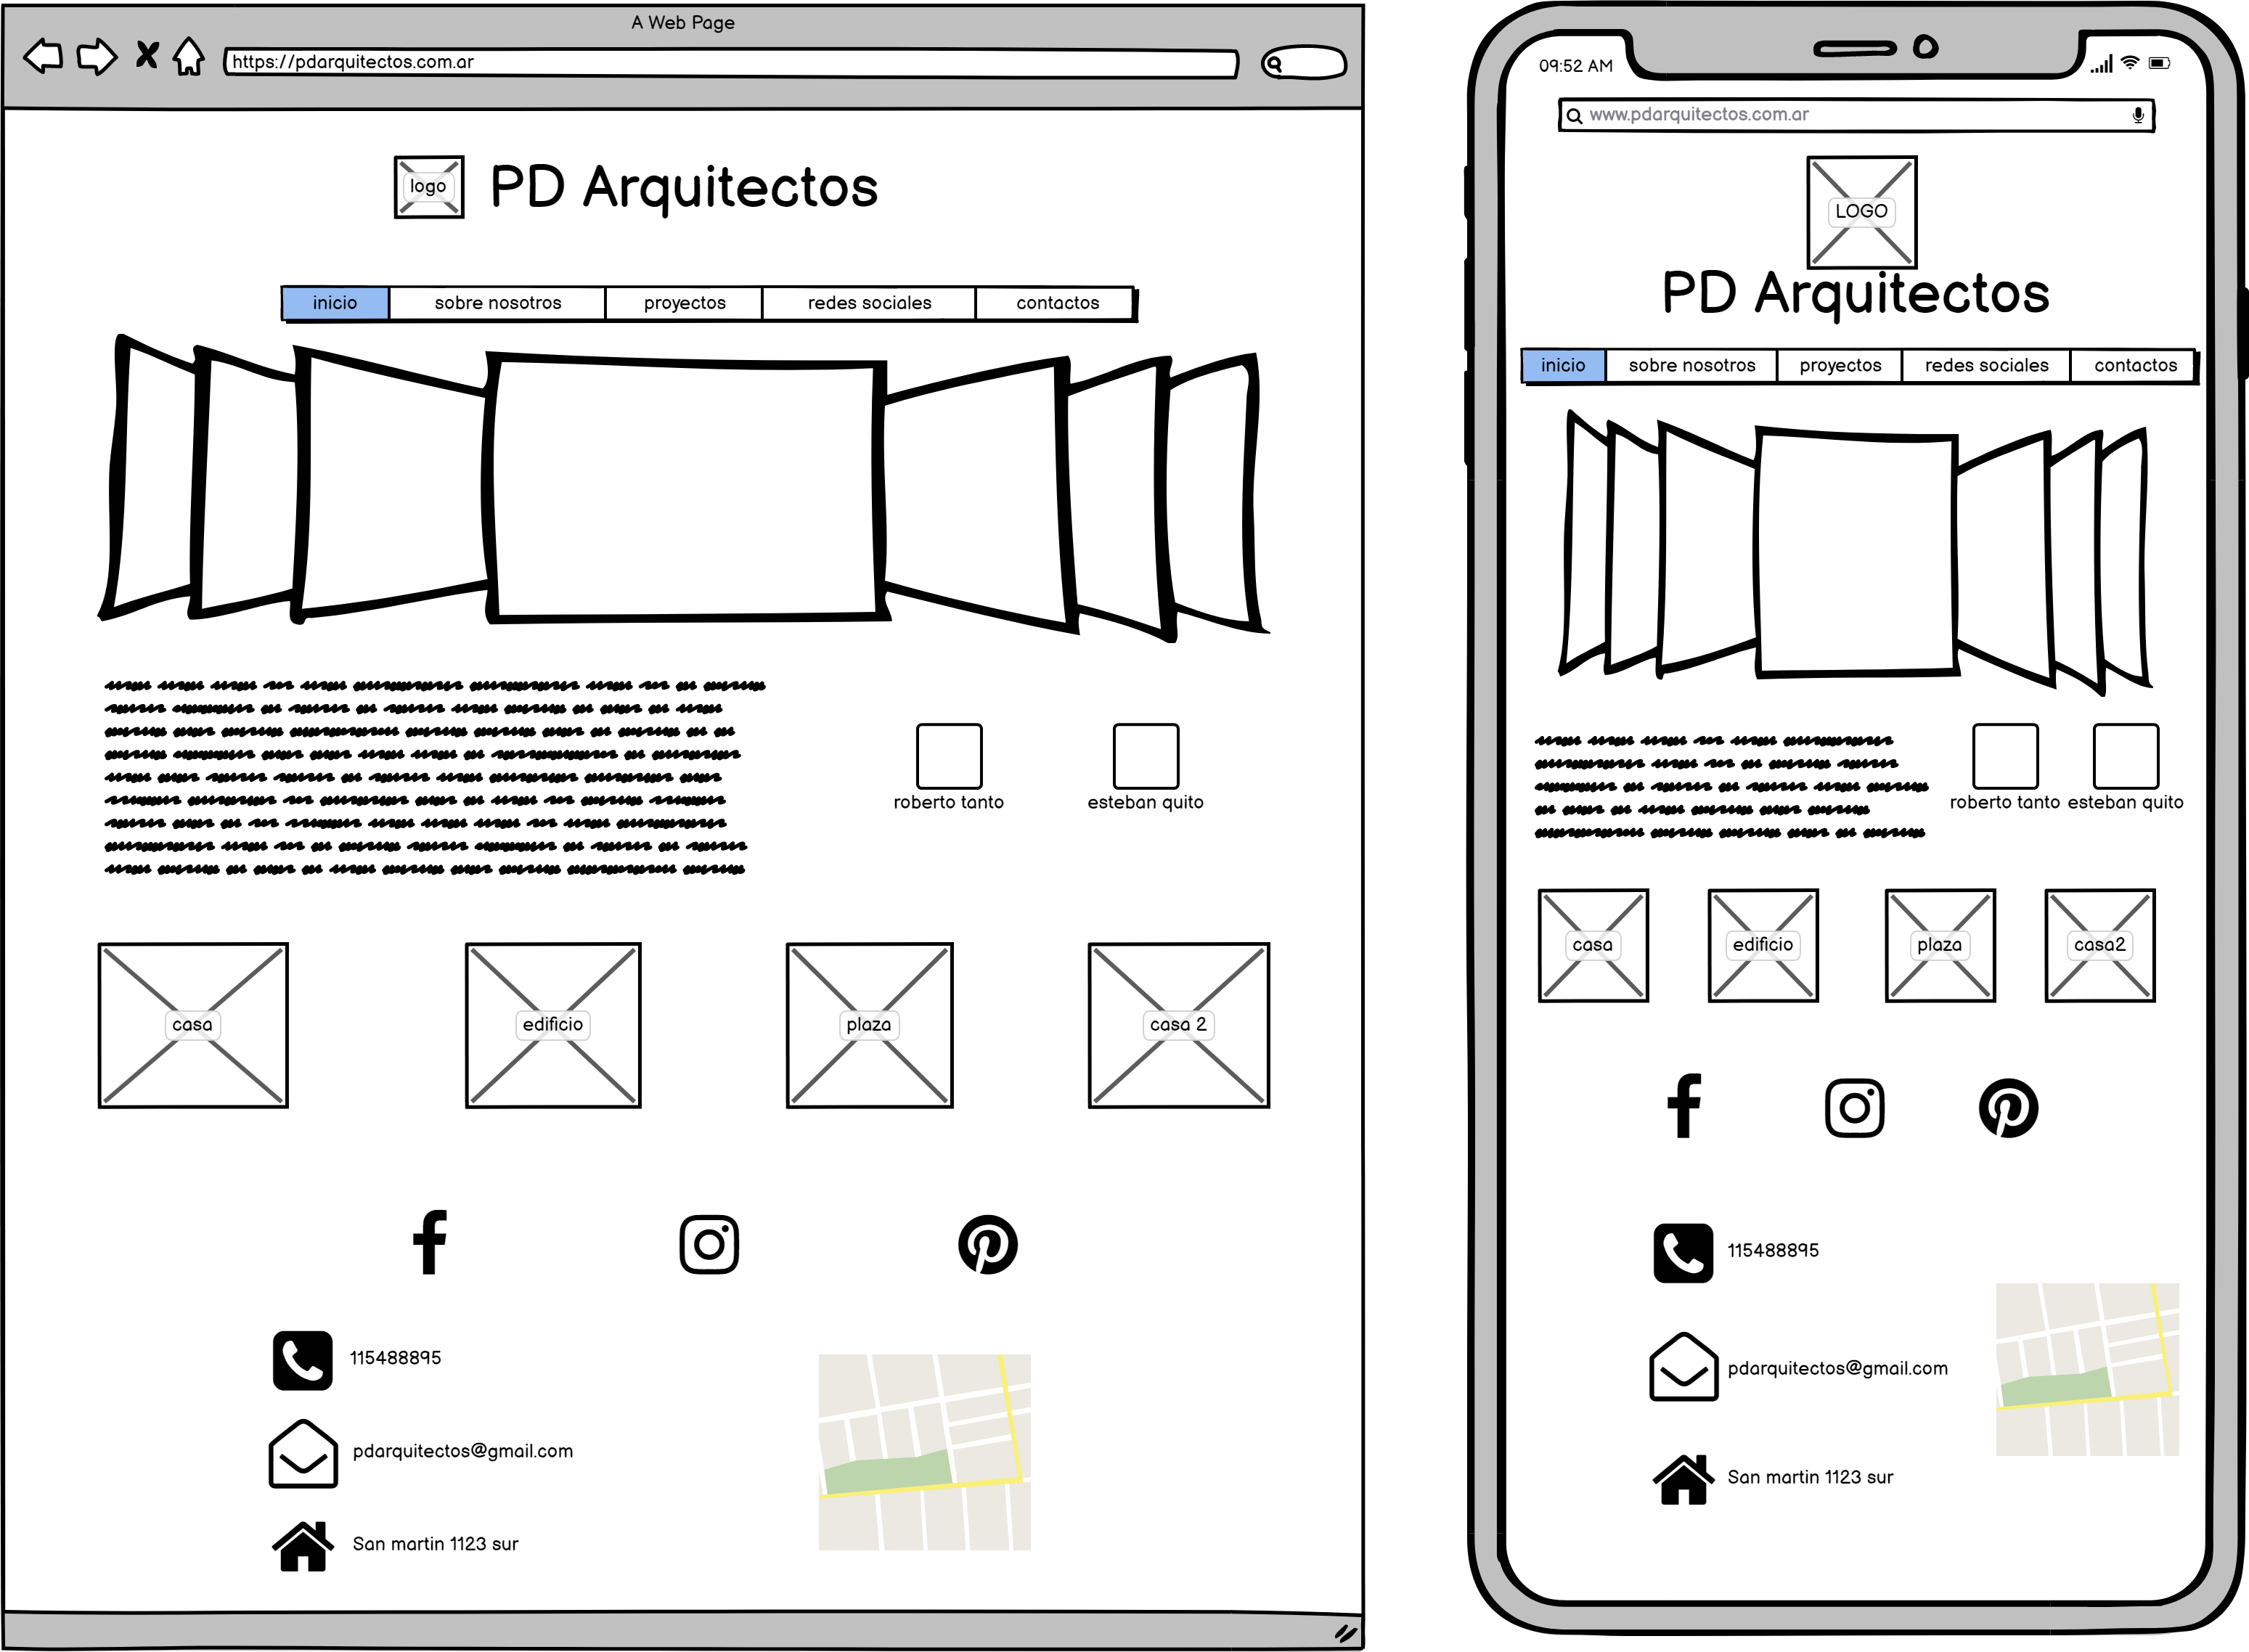 A Web Page
https://pdarquitectos.com.ar
logo
PD Arquitectos
inicio sobre nosotros proyectos redes sociales contactos
roberto tanto esteban quito
casa edificio plaza casa 2
115488895
pdarquitectos@gmail.com
San martin 1123 sur
09:52 AM
www.pdarquitectos.com.ar
LOGO
PD Arquitectos
inicio sobre nosotros proyectos redes sociales contactos
roberto tanto esteban quito
casa edificio plaza casa2
115488895
pdarquitectos@gmail.com
San martin 1123 sur